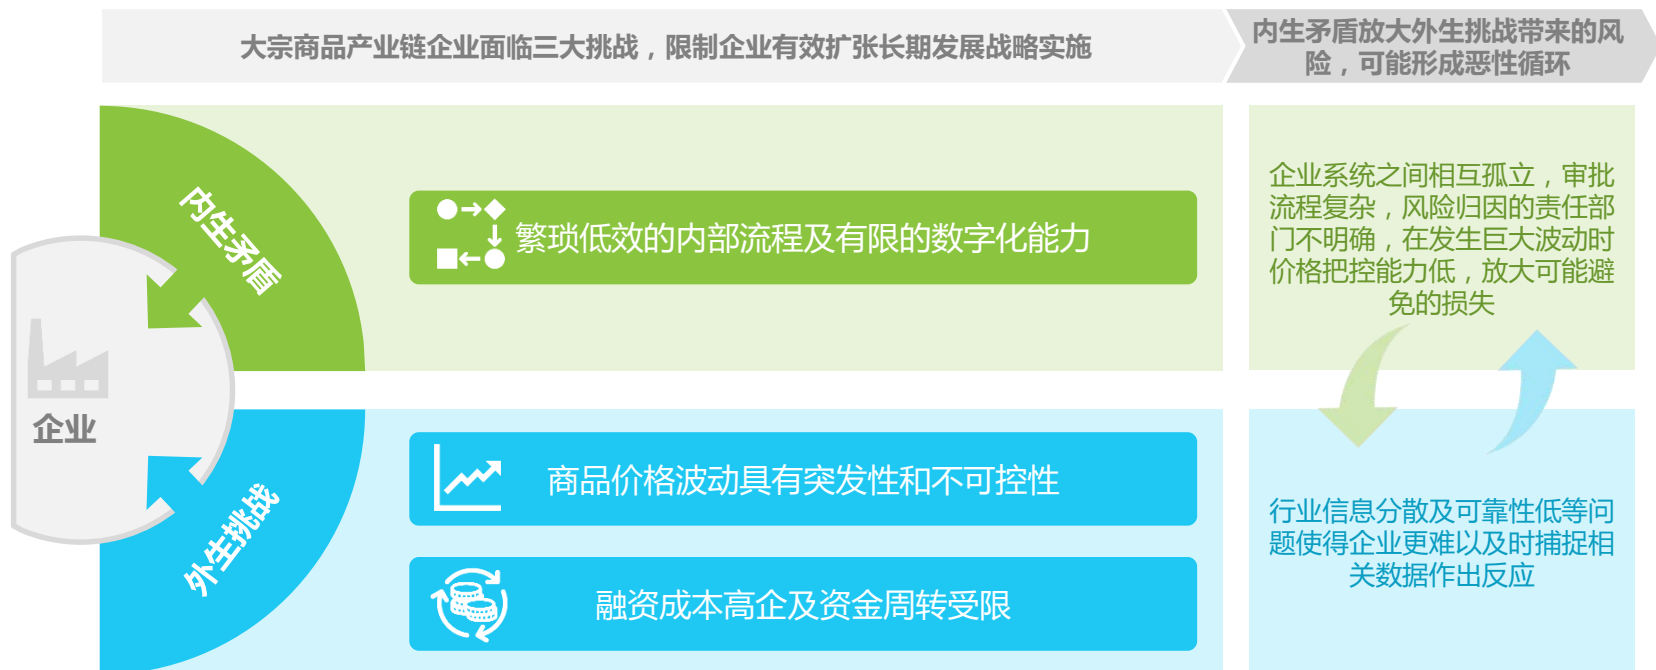 大宗商品产业链企业面临三大挑战，限制企业有效扩张长期发展战略实施
内生矛盾放大外生挑战带来的风
险，可能形成恶性循环
内生矛盾
繁琐低效的内部流程及有限的数字化能力
企业系统之间相互孤立，审批
流程复杂，风险归因的责任部
门不明确，在发生巨大波动时
价格把控能力低，放大可能避
免的损失
企业
外生挑战
商品价格波动具有突发性和不可控性
融资成本高企及资金周转受限
行业信息分散及可靠性低等问
题使得企业更难以及时捕捉相
关数据作出反应